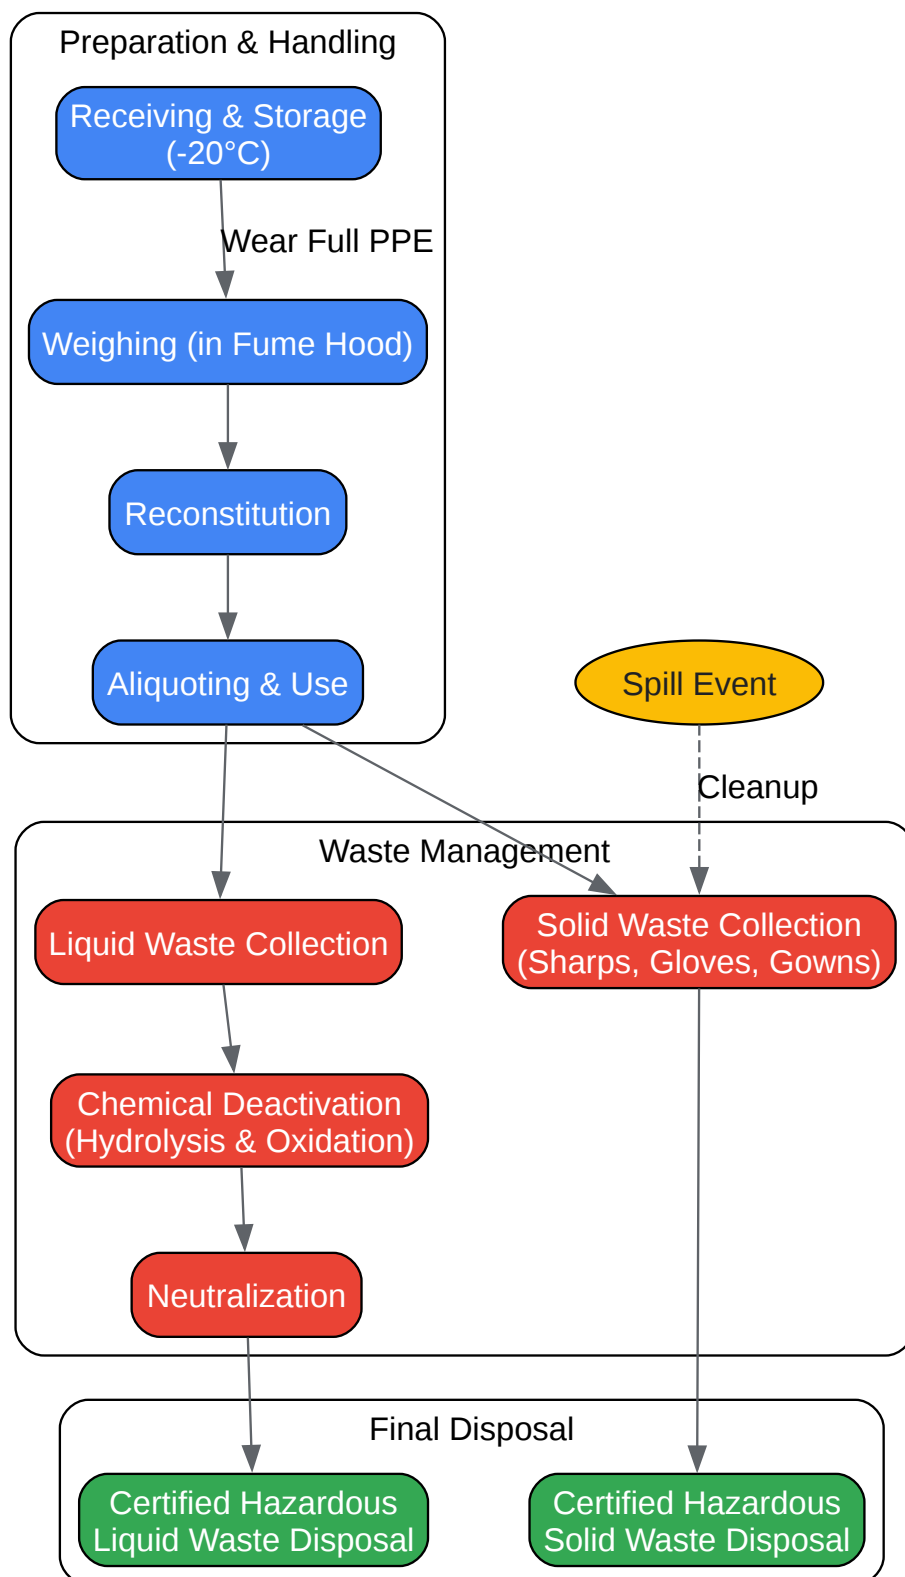 Preparation & Handling
Receiving & Storage
(-20°C)
Wear Full PPE
Weighing (in Fume Hood)
Reconstitution
Aliquoting & Use
Spill Event
Cleanup
Waste Management
Liquid Waste Collection
Solid Waste Collection
(Sharps, Gloves, Gowns)
Chemical Deactivation
(Hydrolysis & Oxidation)
Neutralization
Final Disposal
Certified Hazardous
Liquid Waste Disposal
Certified Hazardous
Solid Waste Disposal